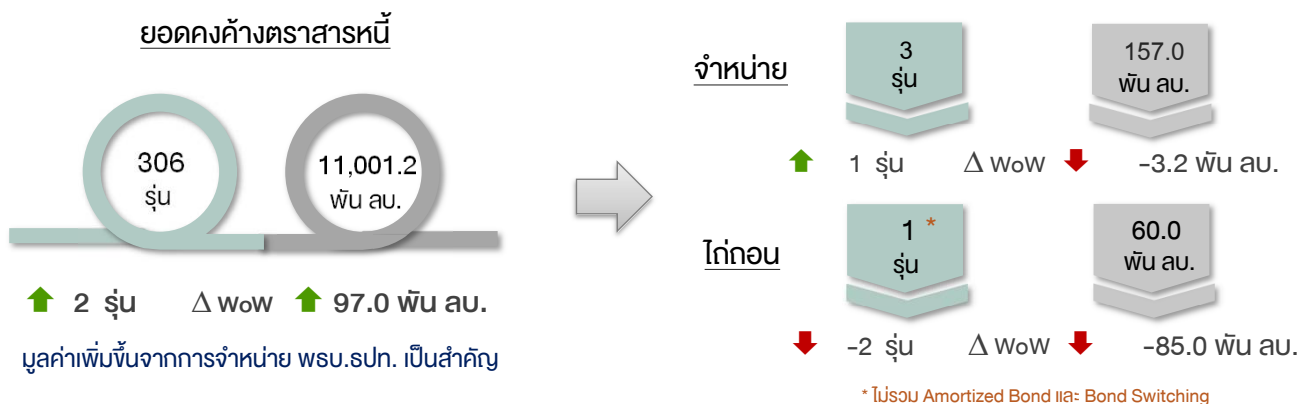 ยอดคงค้างตราสารหนี้
306
รุ่น
11,001.2
พัน ลบ.
2 รุ่น Δ WoW 97.0 พัน ลบ.
มูลค่าเพิ่มขึ้นจากการจำหน่าย พธบ.ธปท. เป็นสำคัญ
จำหน่าย
3
รุ่น
157.0
พัน ลบ.
1 รุ่น Δ WoW -3.2 พัน ลบ.
ไถ่ถอน
1 *
รุ่น
60.0
พัน ลบ.
-2 รุ่น Δ WoW -85.0 พัน ลบ.
* ไม่รวม Amortized Bond และ Bond Switching